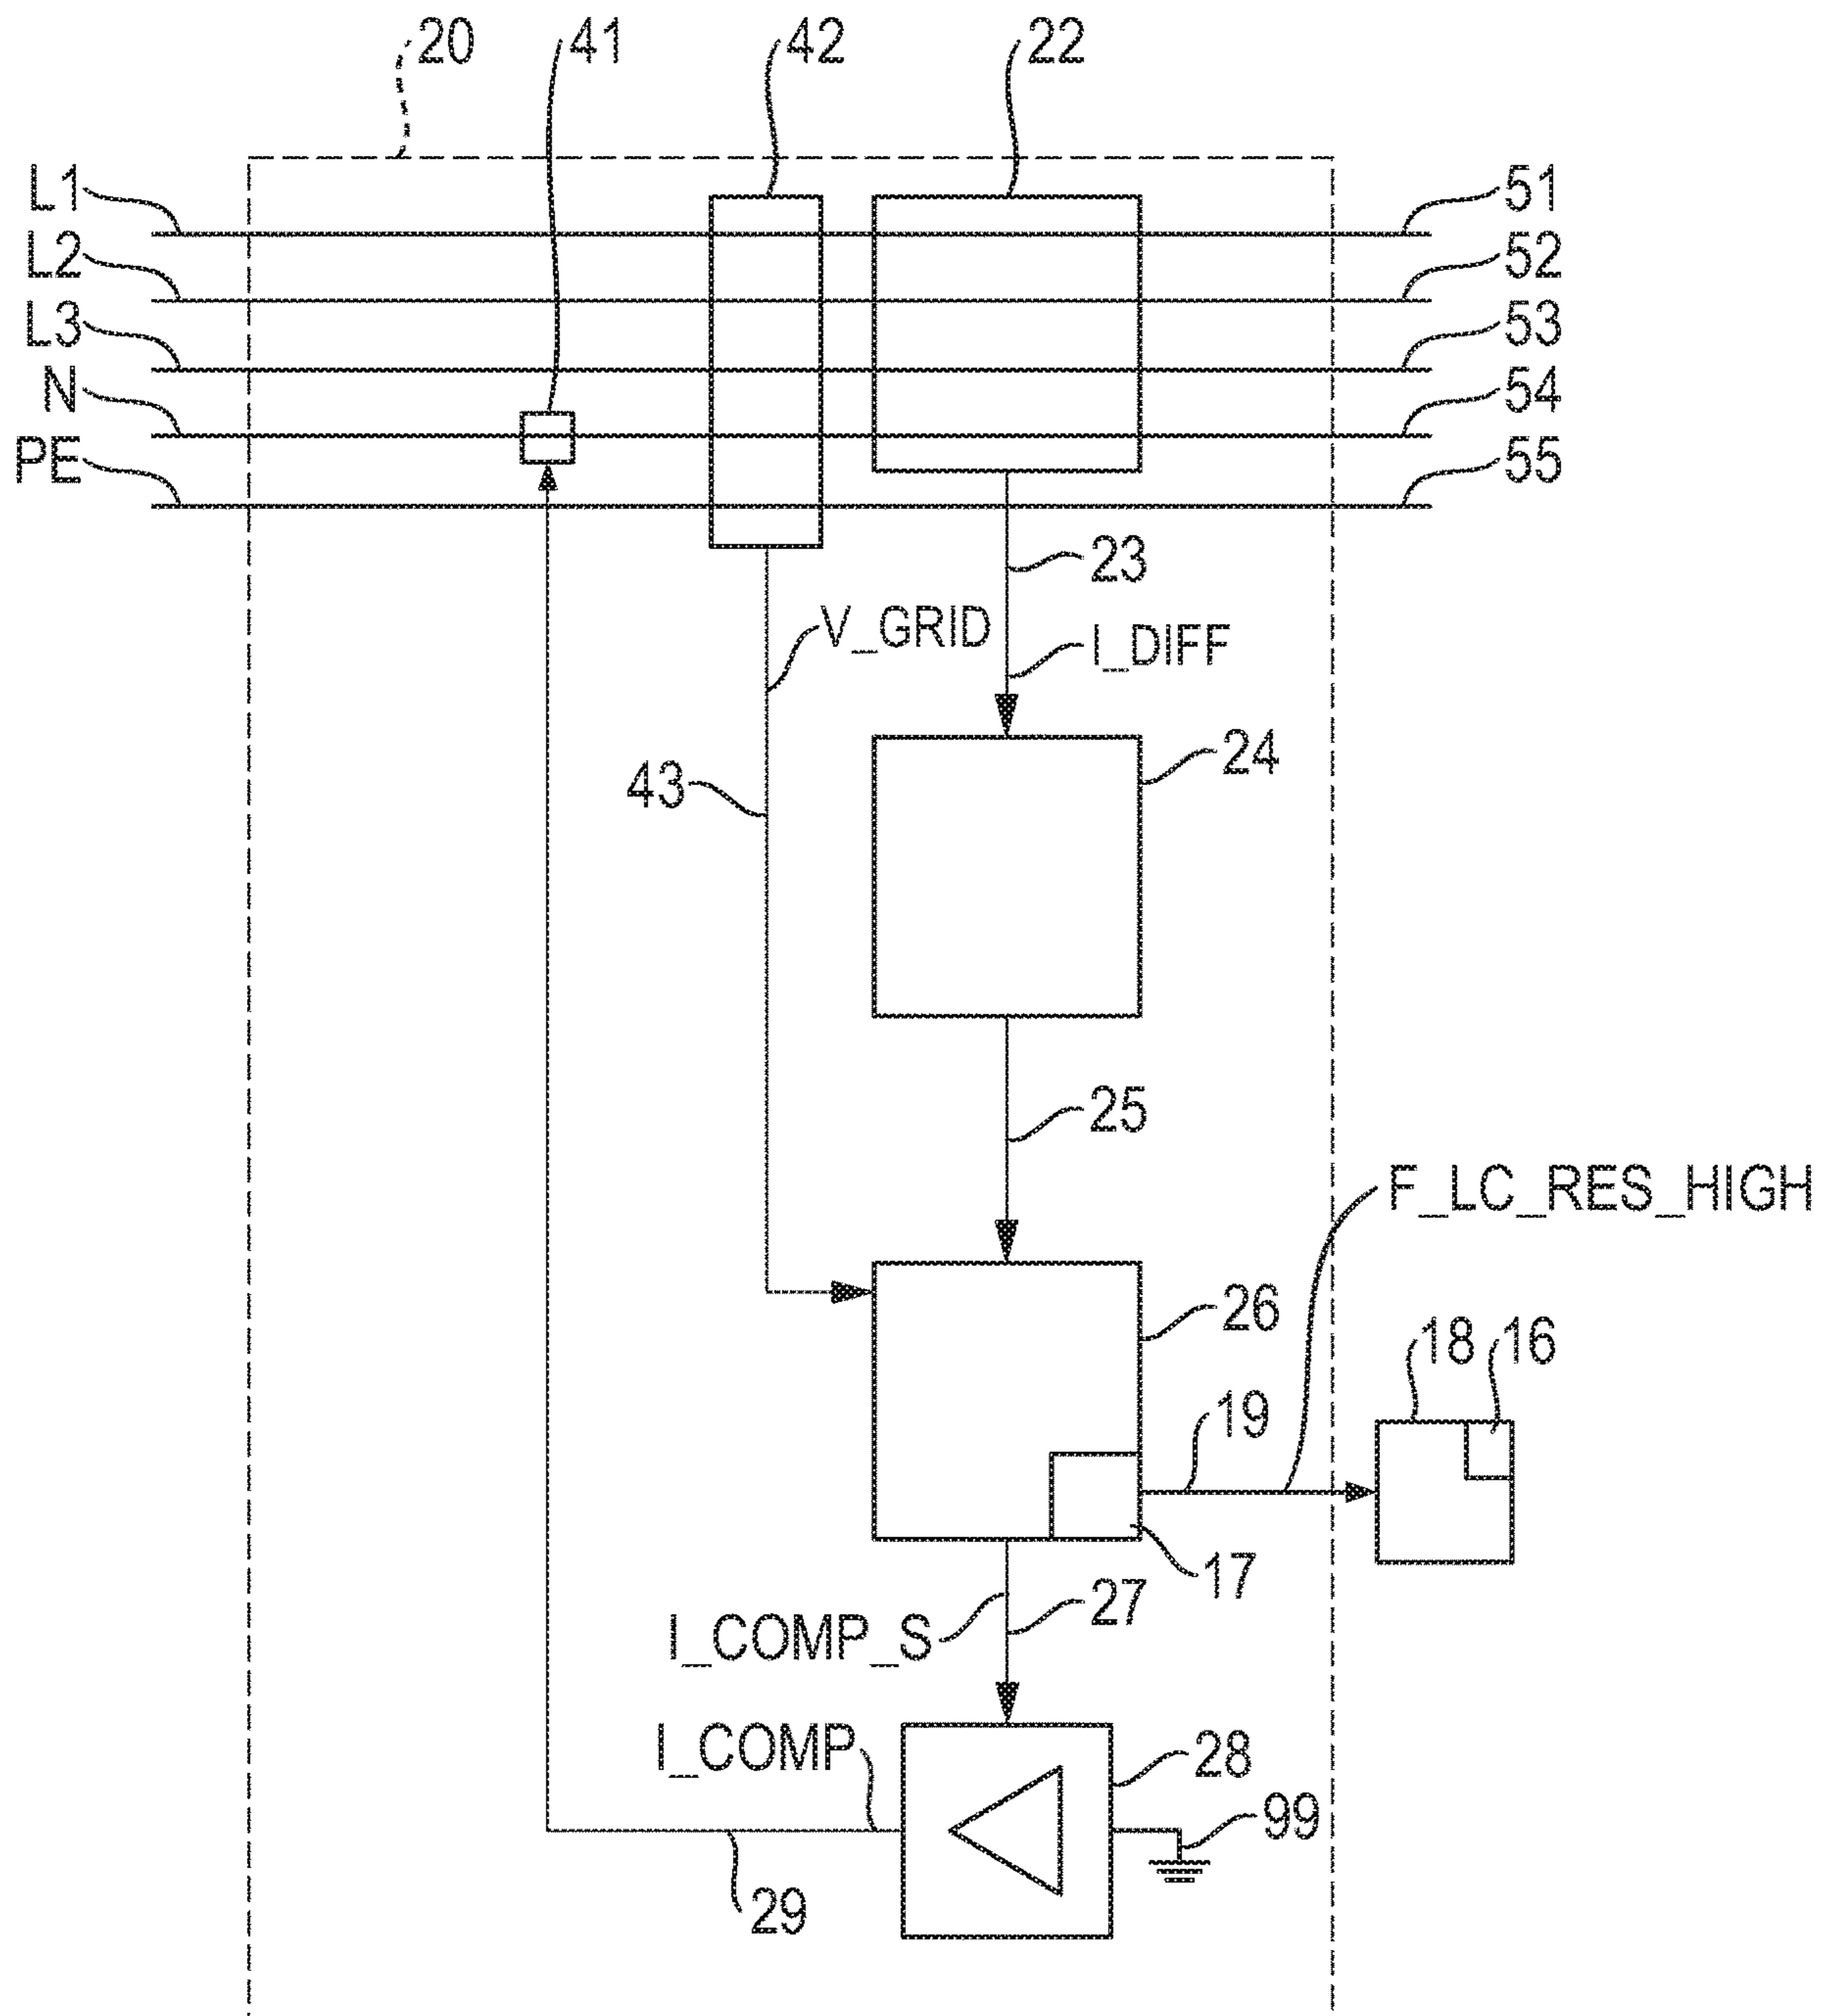 20 41 42 22
L1 51
L2 52
L3 53
N 54
PE 55
23
V_GRID I_DIFF
24
43
25
F_LC_RES_HIGH
26
18 16
19
17
27
I_COMP_S
I_COMP 28
99
29